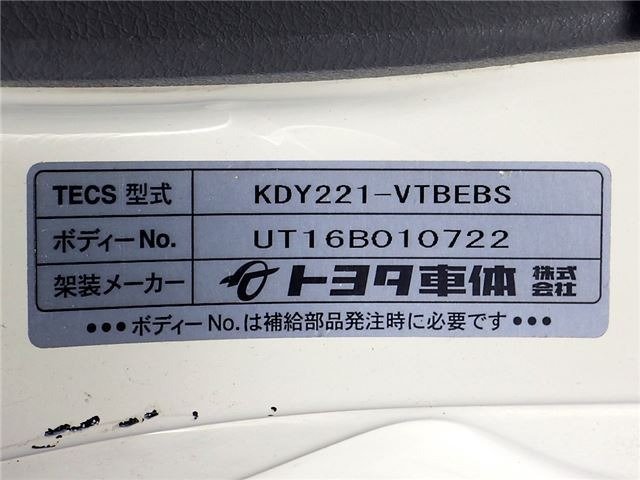 TECS 型式 KDY221-VTBEBS
ボディーNo. UT16B010722
架装メーカー トヨタ車体 株式会社
●●●ボディーNo.は補給部品発注時に必要です●●●